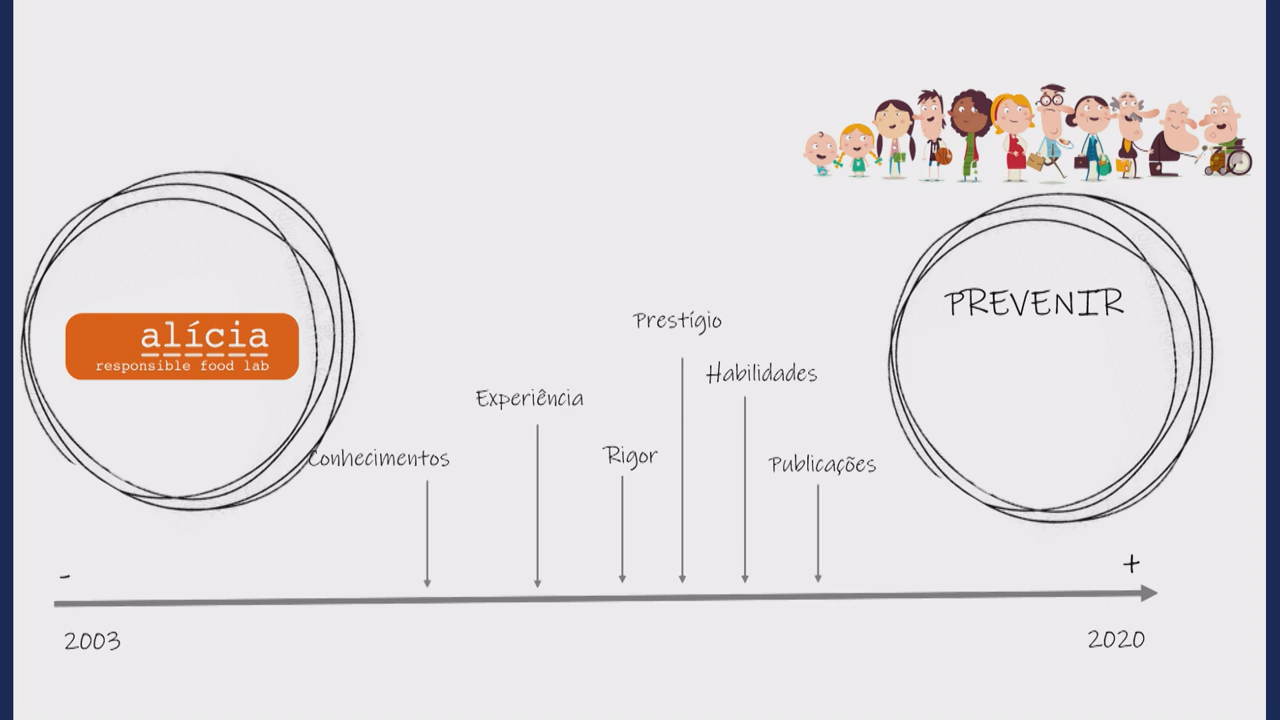 alícia
responsible food lab
PREVENIR
Prestígio
Habilidades
Experiência
Conhecimentos
Rigor
Publicações
-
+
2003
2020